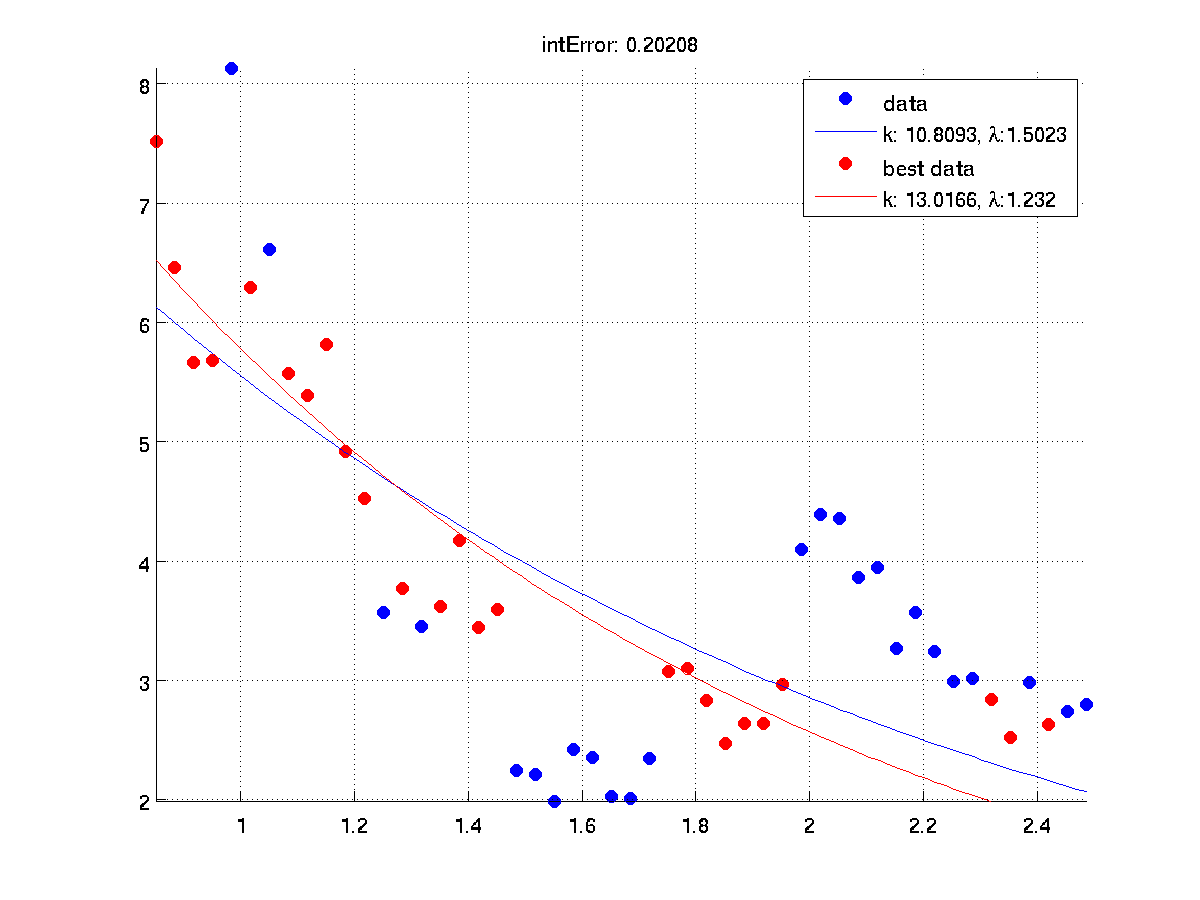 intError: 0.20208
data
k: 10.8093, λ:1.5023
best data
k: 13.0166, λ:1.232
8
7
6
5
4
3
2
1 1.2 1.4 1.6 1.8 2 2.2 2.4